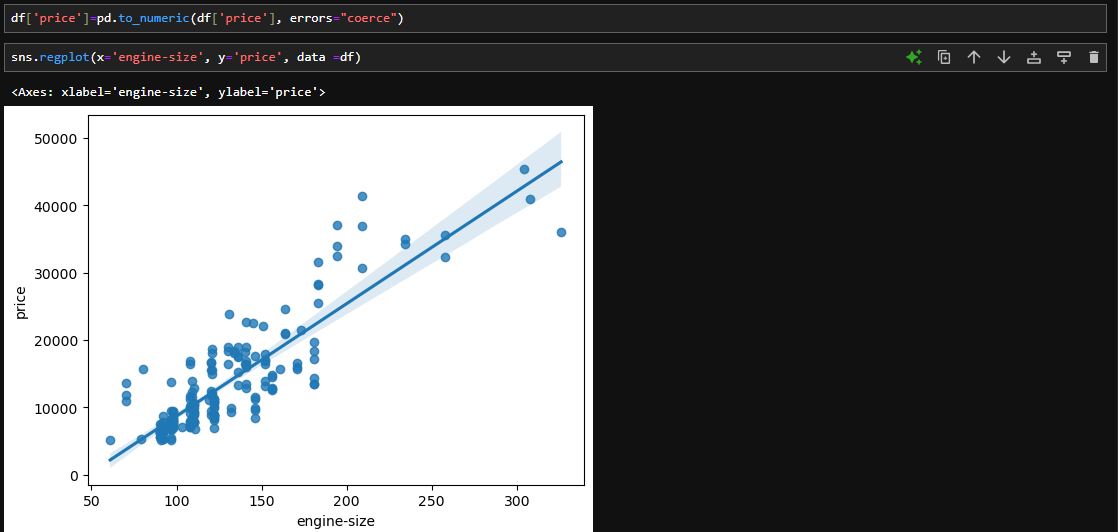 df['price']=pd.to_numeric(df['price'], errors="coerce")
sns.regplot(x='engine-size', y='price', data =df)
<Axes: xlabel='engine-size', ylabel='price'>
50000
40000
30000
20000
10000
0
price
50 100 150 200 250 300
engine-size